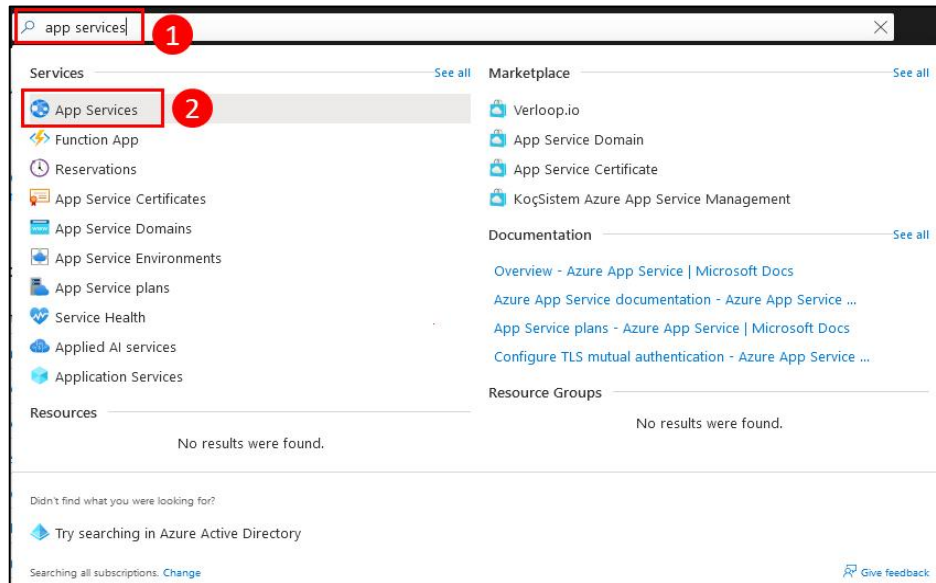 app services
1
Services See all
App Services
2
Function App
Reservations
App Service Certificates
App Service Domains
App Service Environments
App Service plans
Service Health
Applied AI services
Application Services
Resources
No results were found.
Marketplace See all
Verloop.io
App Service Domain
App Service Certificate
KoçSistem Azure App Service Management
Documentation See all
Overview - Azure App Service | Microsoft Docs
Azure App Service documentation - Azure App Service ...
App Service plans - Azure App Service | Microsoft Docs
Configure TLS mutual authentication - Azure App Service ...
Resource Groups
No results were found.
Didn't find what you were looking for?
Try searching in Azure Active Directory
Searching all subscriptions. Change
Give feedback